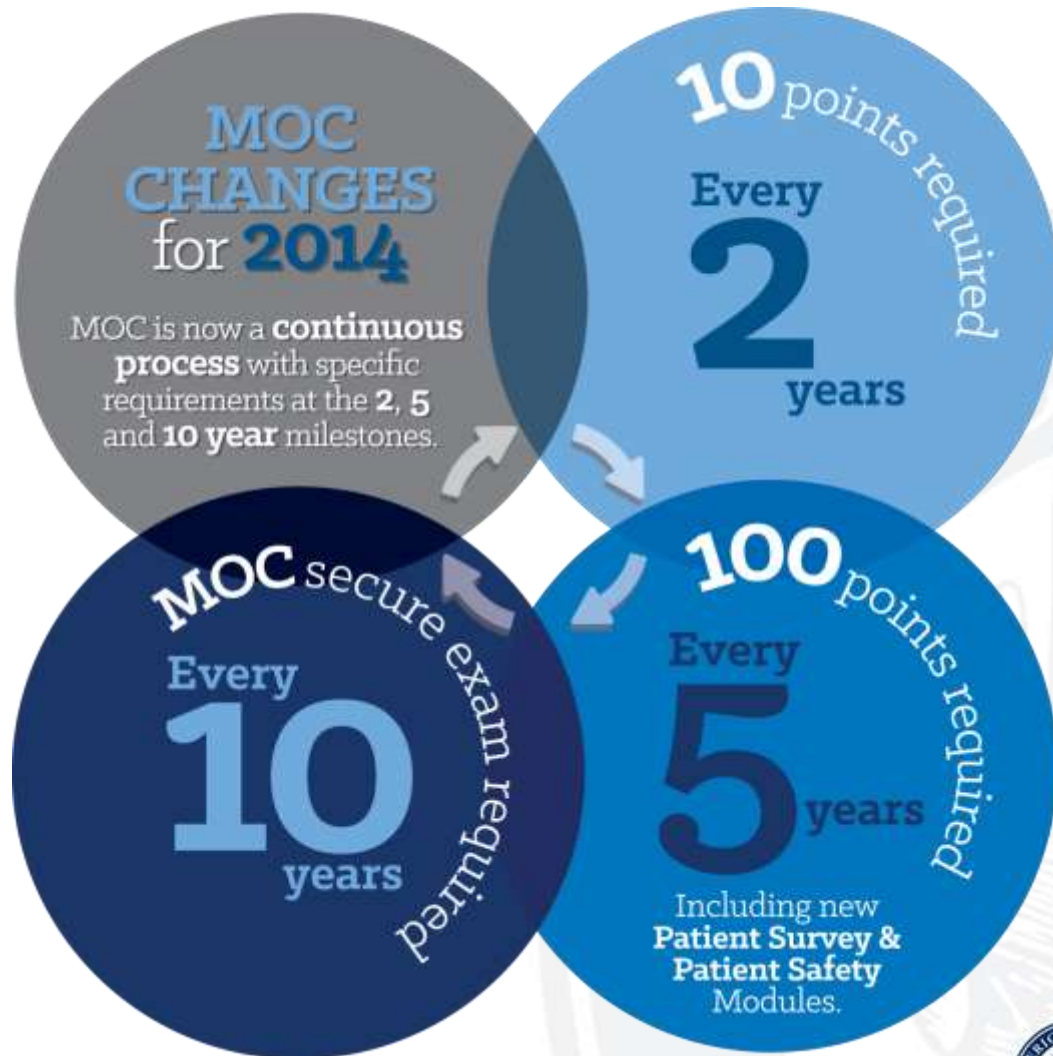 MOC
CHANGES
for 2014
MOC is now a continuous
process with specific
requirements at the 2, 5
and 10 year milestones.
10 points required
Every
2
years
100 points required
Every
5
years
Including new
Patient Survey &
Patient Safety
Modules.
MOC secure exam required
Every
10
years